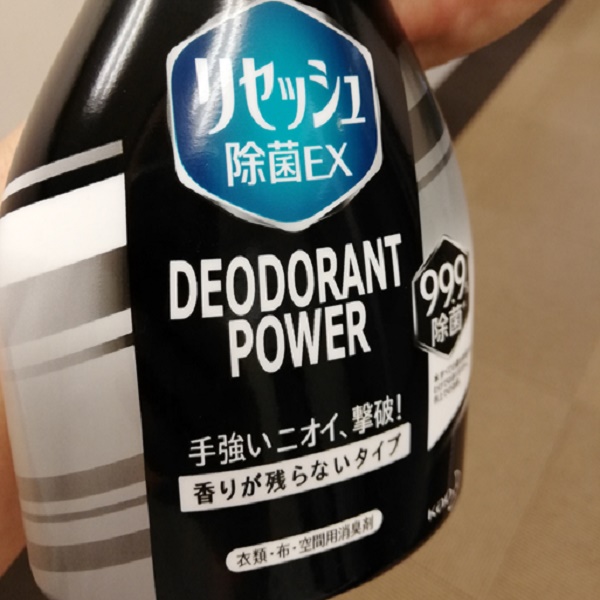 リセッシュ
除菌EX
DEODORANT
POWER
99.9%
除菌
手強いニオイ、撃破!
香りが残らないタイプ
衣類・布・空間用消臭剤
Kao